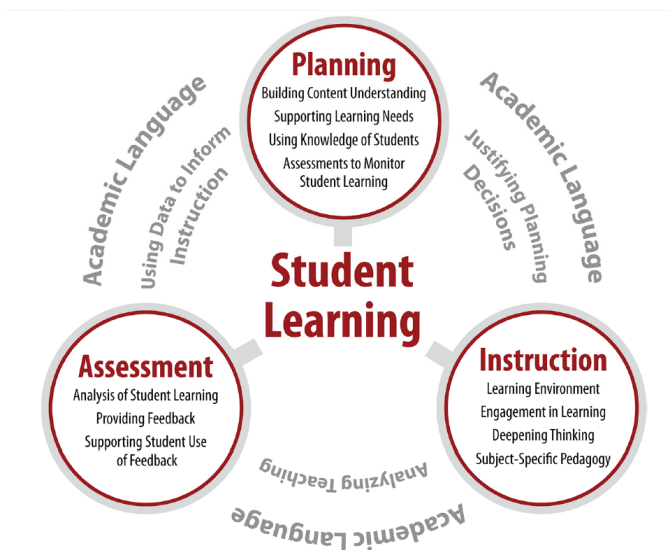 Planning
Building Content Understanding
Supporting Learning Needs
Using Knowledge of Students
Assessments to Monitor
Student Learning
Academic Language
Using Data to Inform
Instruction
Academic Language
Justifying Planning
Decisions
Student
Learning
Assessment
Analysis of Student Learning
Providing Feedback
Supporting Student Use
of Feedback
Instruction
Learning Environment
Engagement in Learning
Deepening Thinking
Subject-Specific Pedagogy
Analyzing Teaching
Academic Language